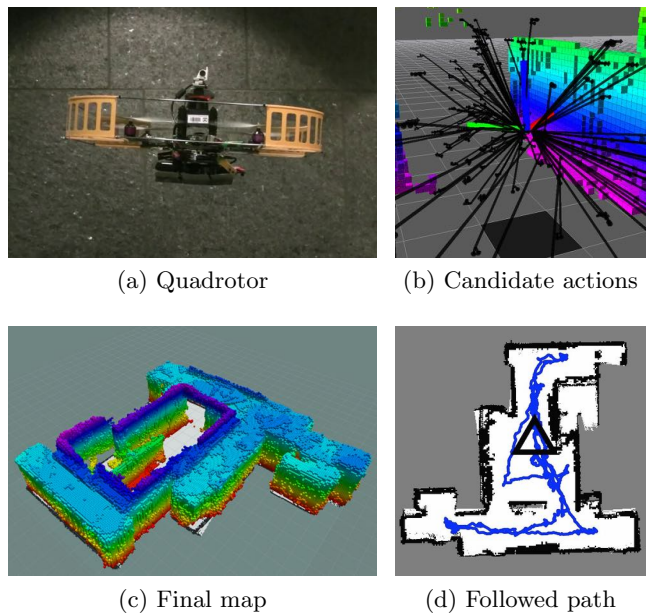 (a) Quadrotor
(b) Candidate actions
(c) Final map
(d) Followed path